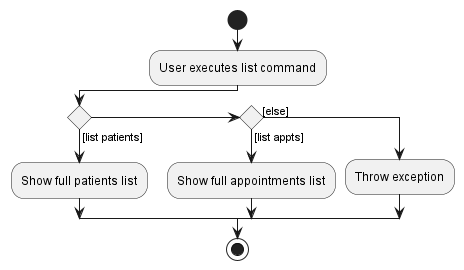 User executes list command
[else]
[list patients]
[list appts]
Show full patients list
Show full appointments list
Throw exception